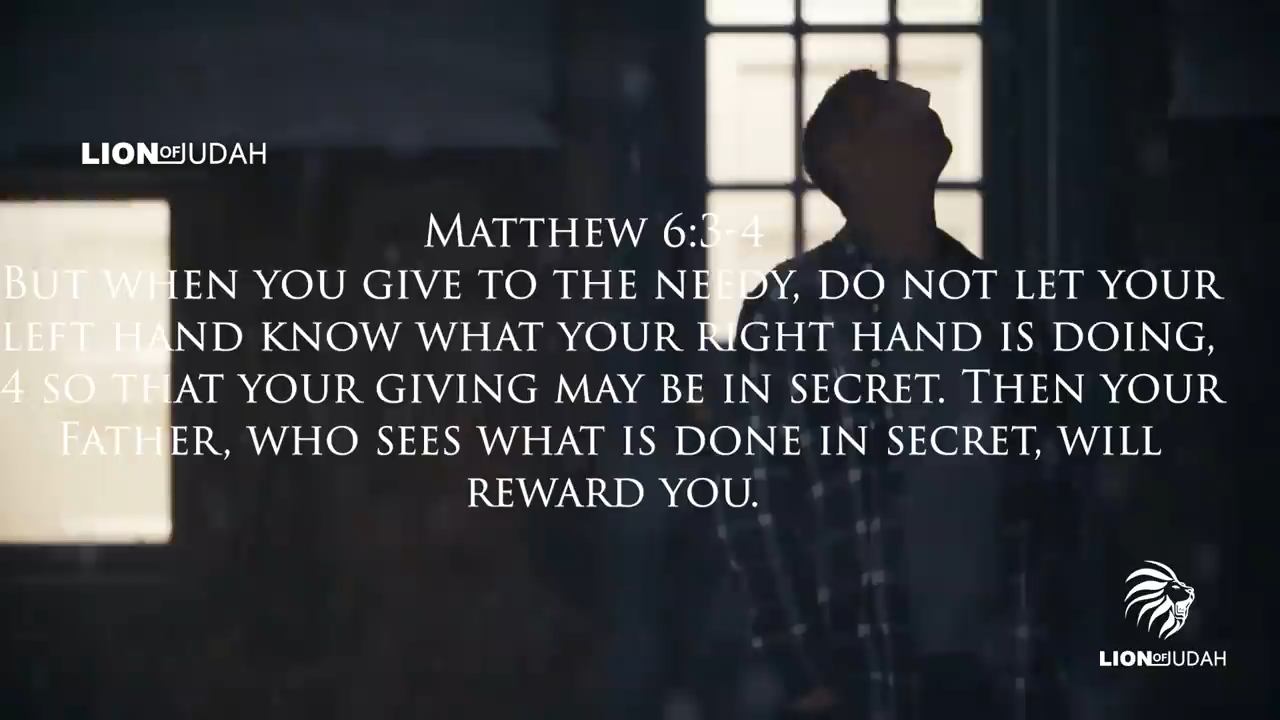 LION OF JUDAH
Matthew 6:3-4
But when you give to the needy, do not let your
left hand know what your right hand is doing,
4 so that your giving may be in secret. Then your
Father, who sees what is done in secret, will
reward you.
LION OF JUDAH